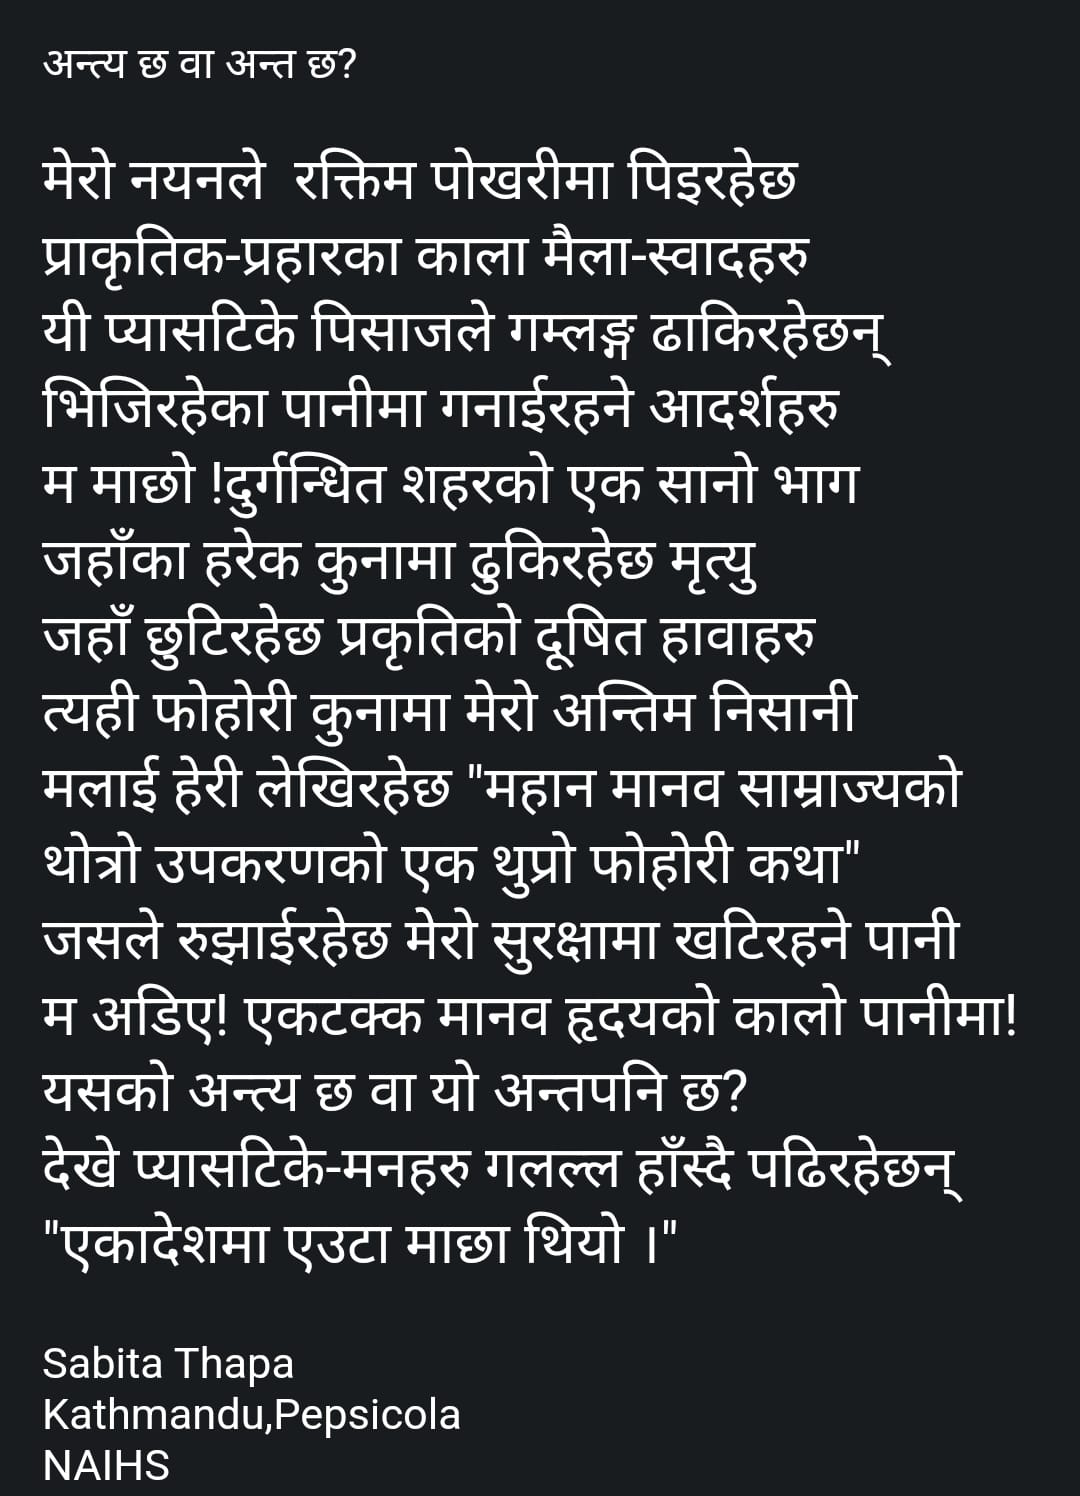 अन्त्य छ वा अन्त छ?
मेरो नयनले  रक्तिम पोखरीमा पिइरहेछ
प्राकृतिक-प्रहारका काला मैला-स्वादहरु
यी प्यासटिके पिसाजले गम्लङ्ग ढाकिरहेछन्
भिजिरहेका पानीमा गनाईरहने आदर्शहरु
म माछो !दुर्गन्धित शहरको एक सानो भाग
जहाँका हरेक कुनामा ढुकिरहेछ मृत्यु
जहाँ छुटिरहेछ प्रकृतिको दूषित हावाहरु
त्यही फोहोरी कुनामा मेरो अन्तिम निसानी
मलाई हेरी लेखिरहेछ "महान मानव साम्राज्यको
थोत्रो उपकरणको एक थुप्रो फोहोरी कथा"
जसले रुझाईरहेछ मेरो सुरक्षामा खटिरहने पानी
म अडिए! एकटक्क मानव हृदयको कालो पानीमा!
यसको अन्त्य छ वा यो अन्तपनि छ?
देखे प्यासटिके-मनहरु गलल्ल हाँस्दै पढिरहेछन्
"एकादेशमा एउटा माछा थियो ।"
Sabita Thapa
Kathmandu,Pepsicola
NAIHS